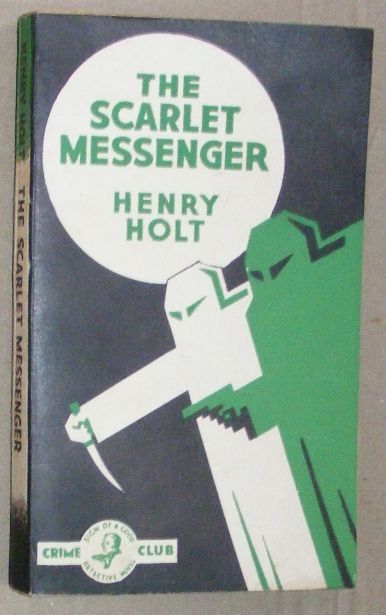 THE
SCARLET
MESSENGER
HENRY
HOLT
CRIME CLUB
SIGN OF A GOOD
DETECTIVE NOVEL
HENRY HOLT THE SCARLET MESSENGER